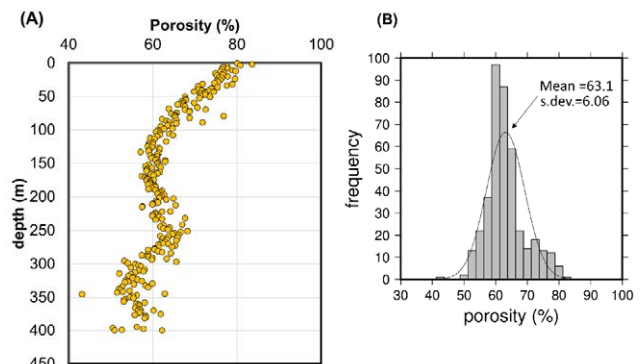 (A)
Porosity (%)
40 60 80 100
0
50
100
150
200
250
300
350
400
450
depth (m)
(B)
100
90
80
70
60
50
40
30
20
10
0
frequency
Mean =63.1
s.dev.=6.06
30 40 50 60 70 80 90 100
porosity (%)